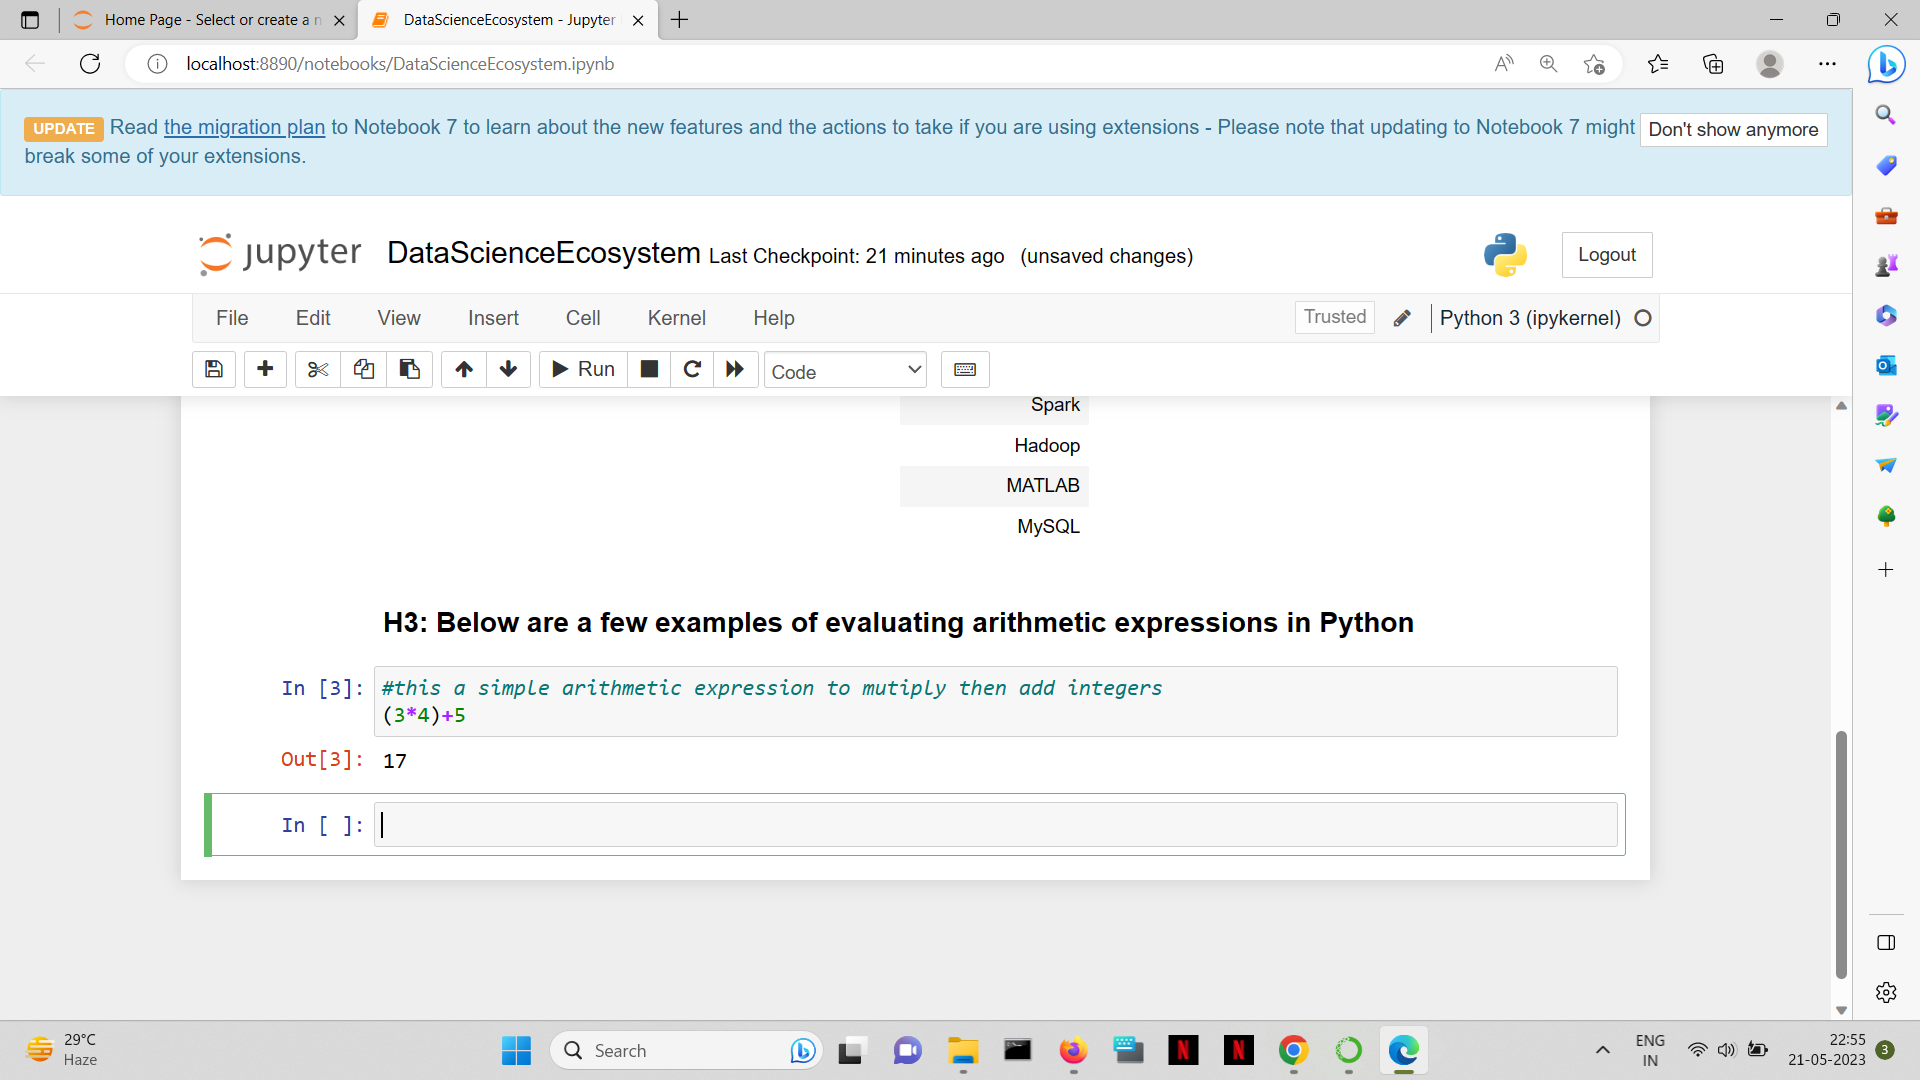 Home Page - Select or create a n
DataScienceEcosystem - Jupyter
localhost:8890/notebooks/DataScienceEcosystem.ipynb
UPDATE Read the migration plan to Notebook 7 to learn about the new features and the actions to take if you are using extensions - Please note that updating to Notebook 7 might
break some of your extensions.
Don't show anymore
jupyter DataScienceEcosystem Last Checkpoint: 21 minutes ago (unsaved changes)
Logout
File Edit View Insert Cell Kernel Help
Trusted Python 3 (ipykernel)
Run Code
Spark
Hadoop
MATLAB
MySQL
H3: Below are a few examples of evaluating arithmetic expressions in Python
In [3]: #this a simple arithmetic expression to mutiply then add integers
(3*4)+5
Out[3]: 17
In [ ]:
29°C
Haze
Search
ENG
IN
22:55
21-05-2023
3